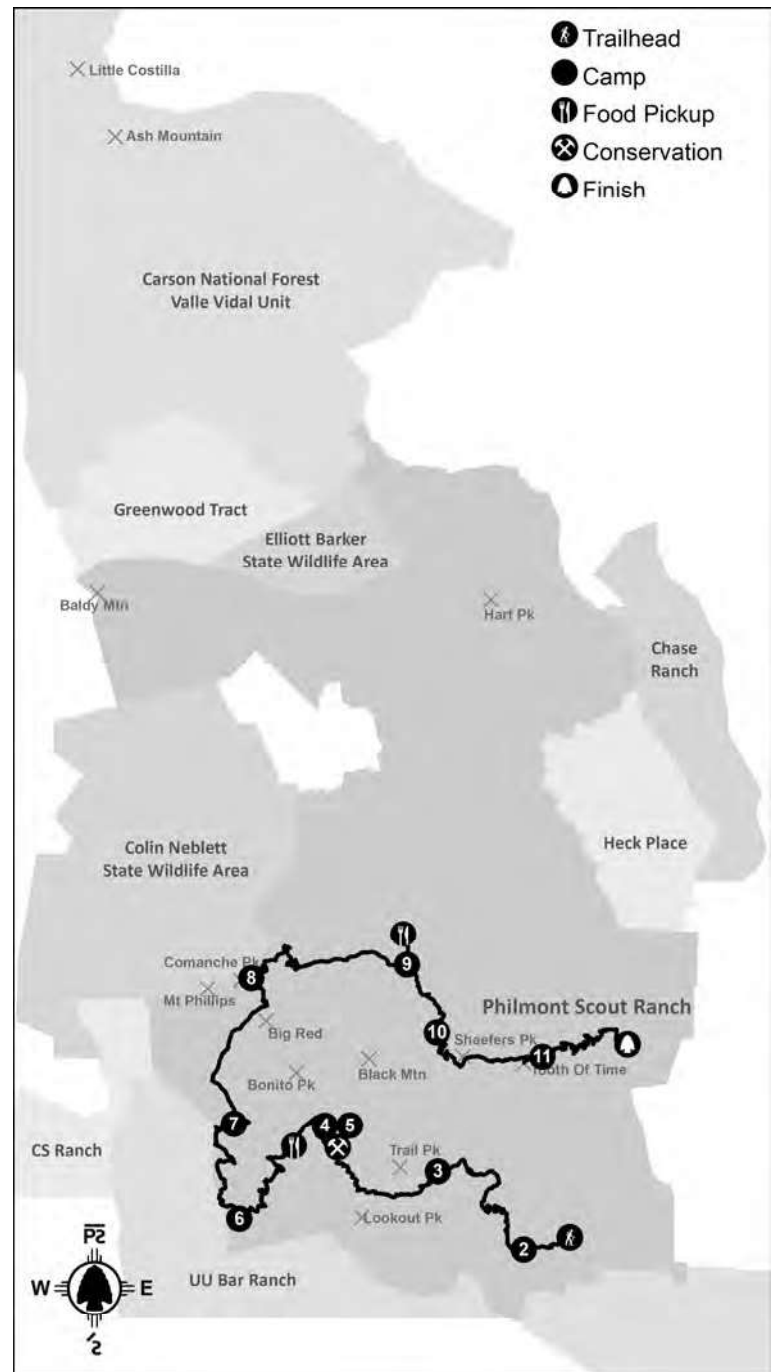 Trailhead
Camp
Food Pickup
Conservation
Finish
Little Costilla
Ash Mountain
Carson National Forest
Valle Vidal Unit
Greenwood Tract
Elliott Barker
State Wildlife Area
Baldy Mtn
Hart Pk
Chase
Ranch
Heck Place
Colin Neblett
State Wildlife Area
Comanche Pk
8
9
Mt Phillips
Philmont Scout Ranch
Big Red
10
Shaefers Pk
11
Tooth Of Time
Black Mtn
Bonito Pk
7
4
5
CS Ranch
Trail Pk
3
6
Lookout Pk
2
UU Bar Ranch
W
E